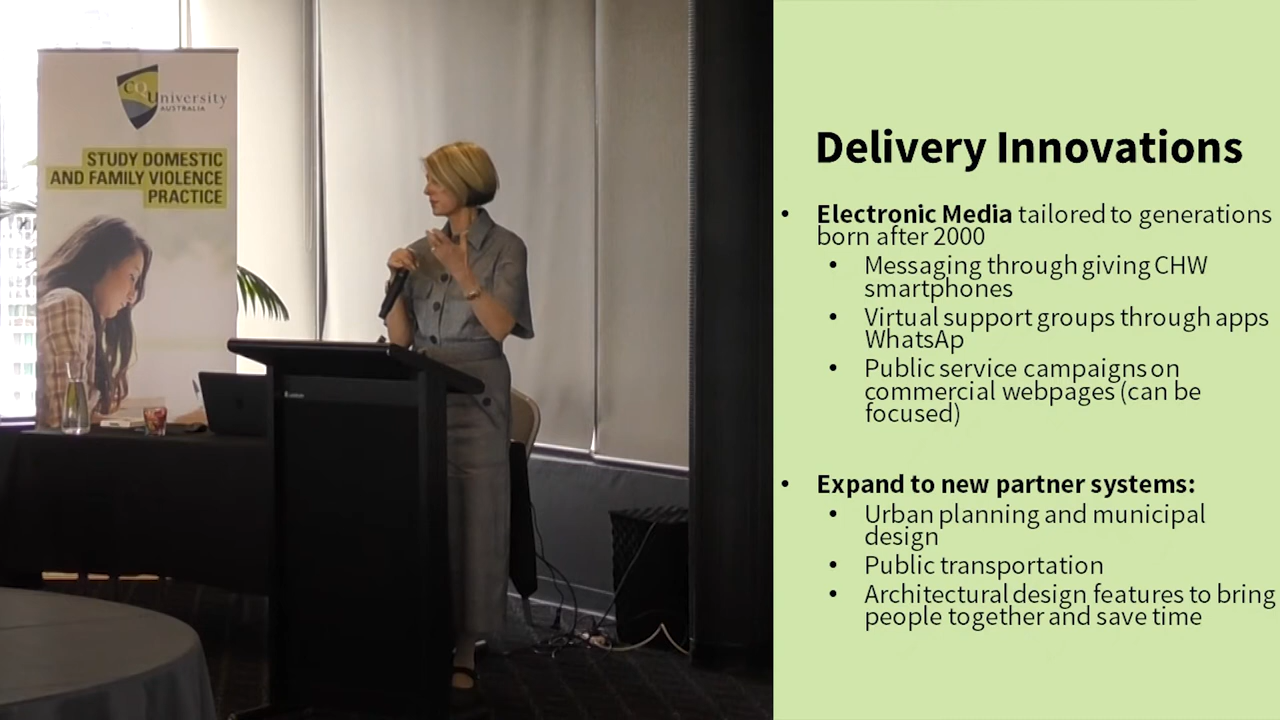 CQUniversity
AUSTRALIA
STUDY DOMESTIC
AND FAMILY VIOLENCE
PRACTICE
Delivery Innovations
• Electronic Media tailored to generations
born after 2000
• Messaging through giving CHW
smartphones
• Virtual support groups through apps
WhatsAp
• Public service campaigns on
commercial webpages (can be
focused)
• Expand to new partner systems:
• Urban planning and municipal
design
• Public transportation
• Architectural design features to bring
people together and save time